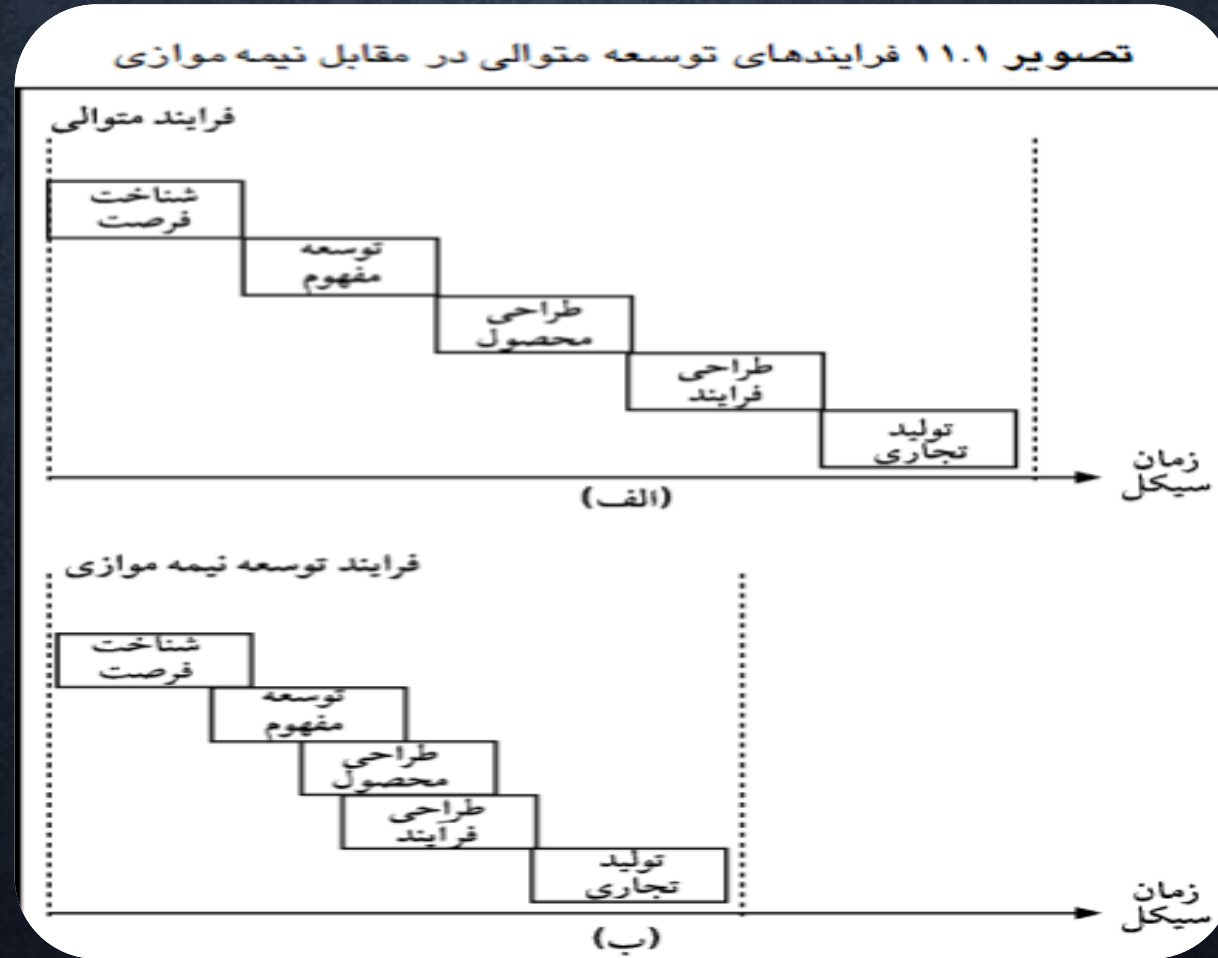 تصویر ۱۱.۱ فرایندهای توسعه متوالی در مقابل نیمه موازی
فرایند متوالی
شناخت
فرصت
توسعه
مفهوم
طراحی
محصول
طراحی
فرایند
تولید
تجاری
زمان
سیکل
(الف)
فرایند توسعه نیمه موازی
شناخت
فرصت
توسعه
مفهوم
طراحی
محصول
طراحی
فرآیند
تولید
تجاری
زمان
سیکل
(ب)